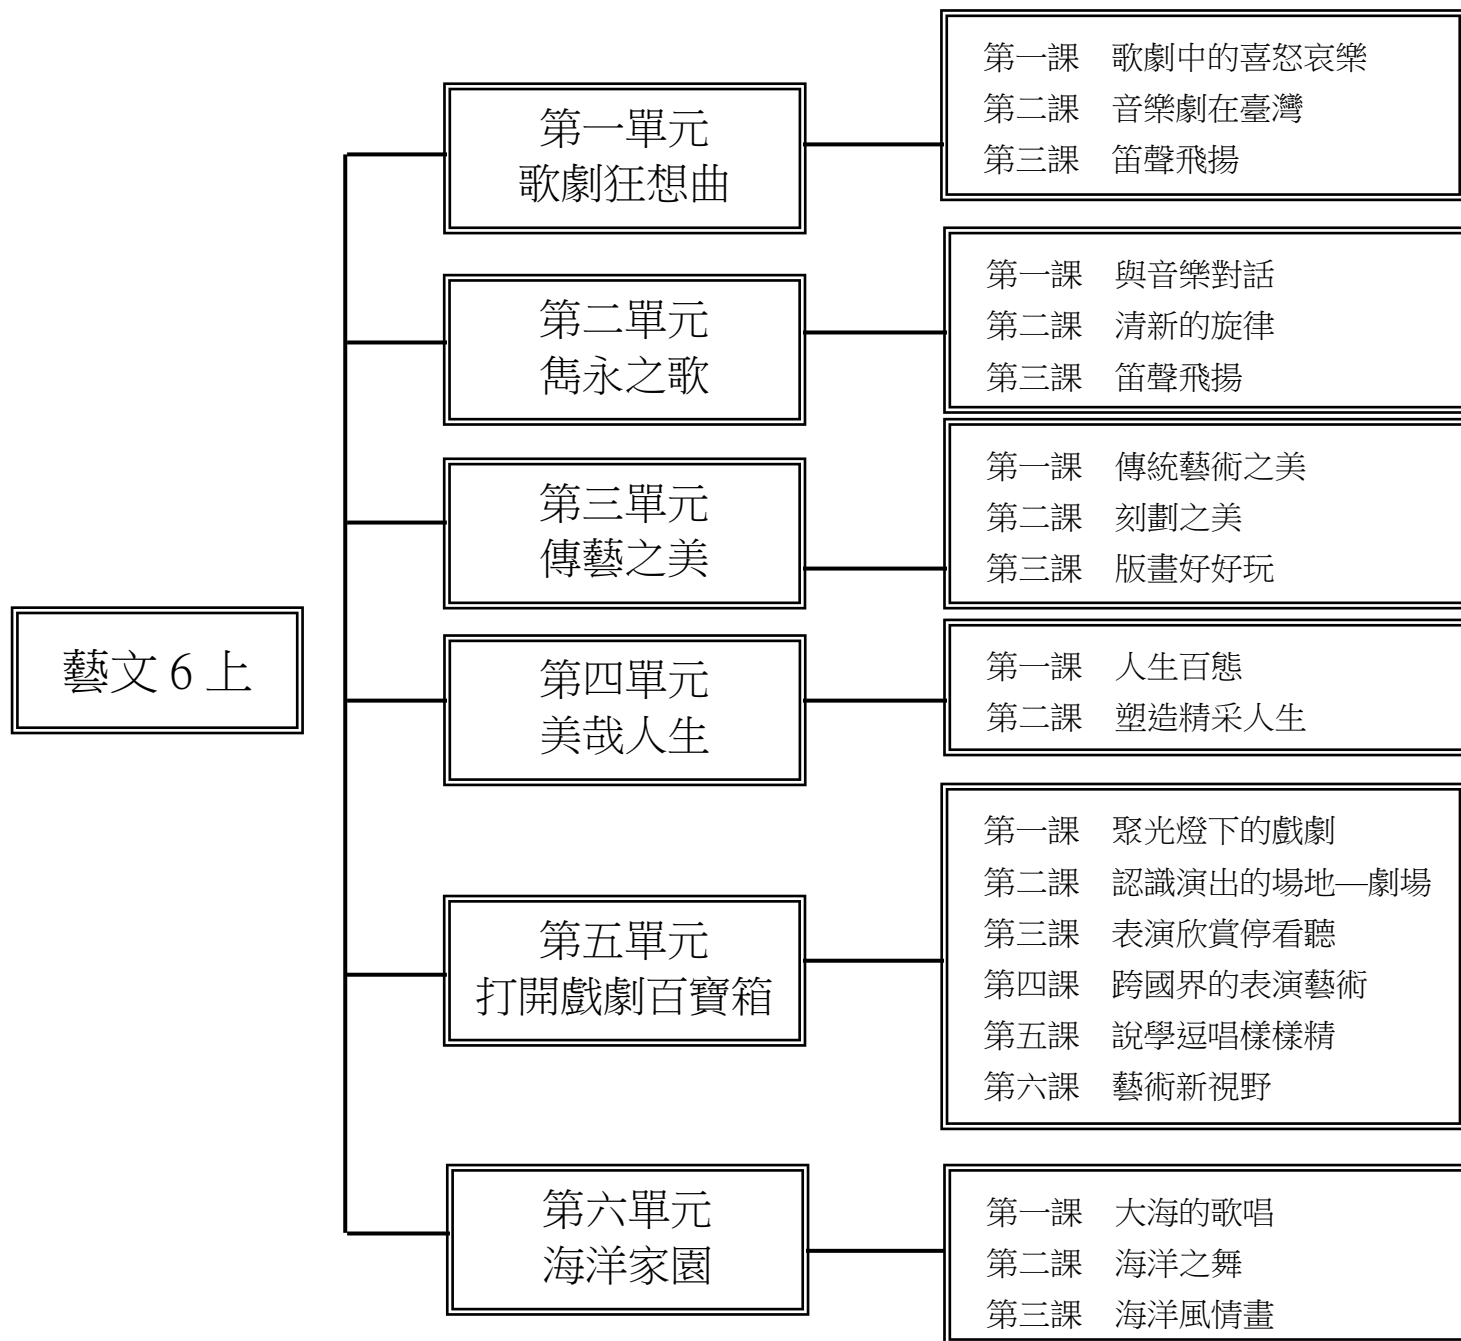 藝文 6 上
第一單元
歌劇狂想曲
第一課　歌劇中的喜怒哀樂
第二課　音樂劇在臺灣
第三課　笛聲飛揚
第二單元
雋永之歌
第一課　與音樂對話
第二課　清新的旋律
第三課　笛聲飛揚
第三單元
傳藝之美
第一課　傳統藝術之美
第二課　刻劃之美
第三課　版畫好好玩
第四單元
美哉人生
第一課　人生百態
第二課　塑造精采人生
第五單元
打開戲劇百寶箱
第一課　聚光燈下的戲劇
第二課　認識演出的場地—劇場
第三課　表演欣賞停看聽
第四課　跨國界的表演藝術
第五課　說學逗唱樣樣精
第六課　藝術新視野
第六單元
海洋家園
第一課　大海的歌唱
第二課　海洋之舞
第三課　海洋風情畫